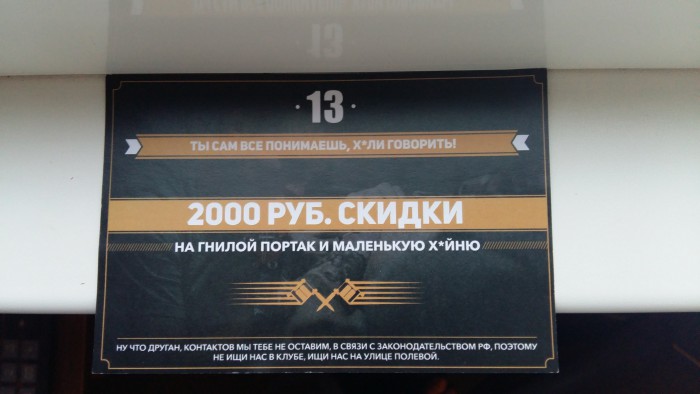 · 13 ·
ТЫ САМ ВСЕ ПОНИМАЕШЬ, Х*ЛИ ГОВОРИТЬ!
2000 РУБ. СКИДКИ
НА ГНИЛОЙ ПОРТАК И МАЛЕНЬКУЮ Х*ЙНЮ
НУ ЧТО ДРУГАН, КОНТАКТОВ МЫ ТЕБЕ НЕ ОСТАВИМ, В СВЯЗИ С ЗАКОНОДАТЕЛЬСТВОМ РФ, ПОЭТОМУ
НЕ ИЩИ НАС В КЛУБЕ, ИЩИ НАС НА УЛИЦЕ ПОЛЕВОЙ.